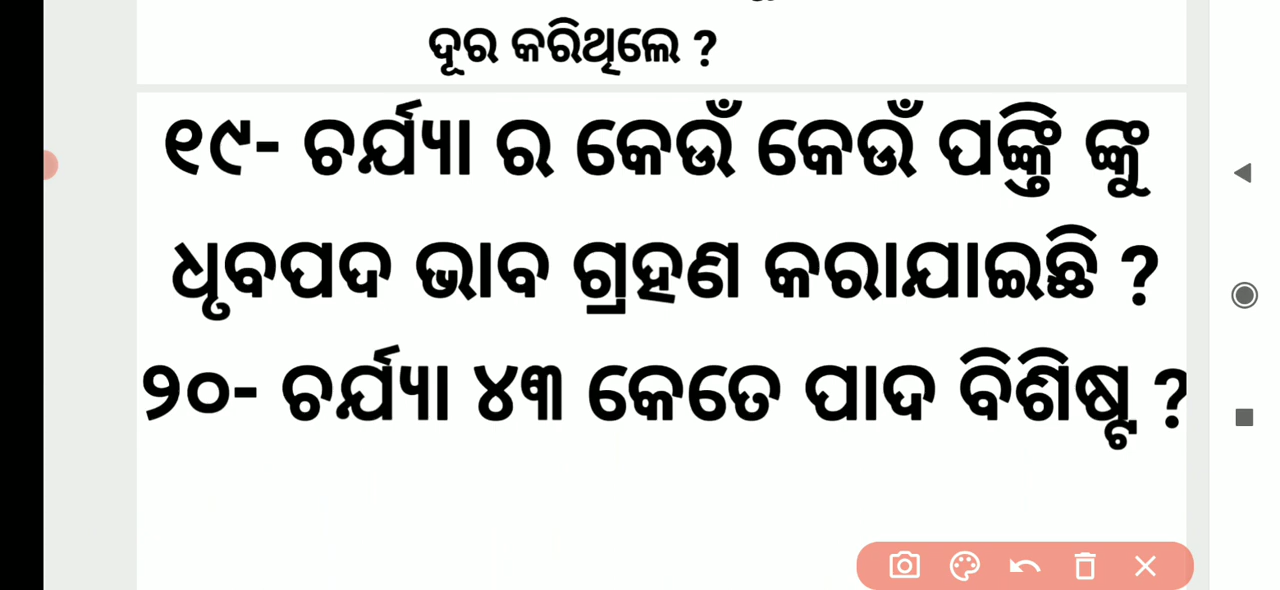 ଦୂର କରିଥିଲେ ?
୧୯- ଚର୍ଯ୍ୟା ର କେଉଁ କେଉଁ ପଙ୍କ୍ତି ଙ୍କୁ
ଧୃବପଦ ଭାବ ଗ୍ରହଣ କରାଯାଇଛି ?
୨୦- ଚର୍ଯ୍ୟା ୪୩ କେତେ ପାଦ ବିଶିଷ୍ଟ ?